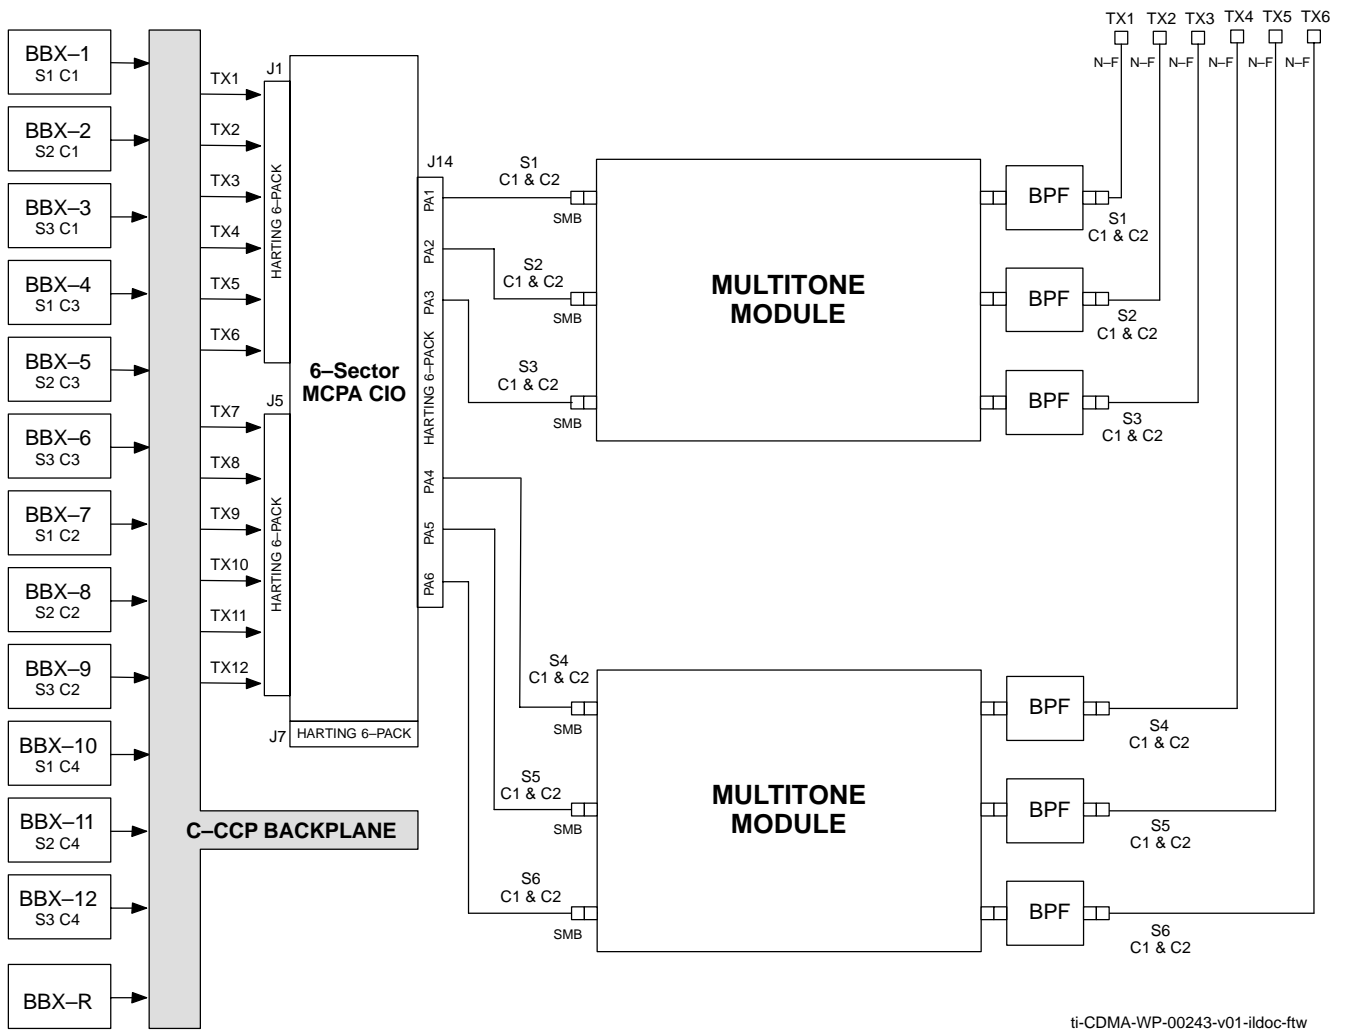 TX1 TX2 TX3 TX4 TX5 TX6
N–F N–F N–F N–F N–F N–F
BBX–1
S1 C1
BBX–2
S2 C1
BBX–3
S3 C1
BBX–4
S1 C3
BBX–5
S2 C3
BBX–6
S3 C3
BBX–7
S1 C2
BBX–8
S2 C2
BBX–9
S3 C2
BBX–10
S1 C4
BBX–11
S2 C4
BBX–12
S3 C4
BBX–R
C–CCP BACKPLANE
TX1
TX2
TX3
TX4
TX5
TX6
TX7
TX8
TX9
TX10
TX11
TX12
J1
HARTING 6–PACK
J5
HARTING 6–PACK
6–Sector
MCPA CIO
J7
HARTING 6–PACK
J14
PA1
PA2
PA3
HARTING 6–PACK
PA4
PA5
PA6
S1
C1 & C2
SMB
S2
C1 & C2
SMB
S3
C1 & C2
SMB
MULTITONE
MODULE
BPF
S1
C1 & C2
BPF
S2
C1 & C2
BPF
S3
C1 & C2
S4
C1 & C2
SMB
S5
C1 & C2
SMB
S6
C1 & C2
SMB
MULTITONE
MODULE
BPF
S4
C1 & C2
BPF
S5
C1 & C2
BPF
S6
C1 & C2
ti-CDMA-WP-00243-v01-ildoc-ftw